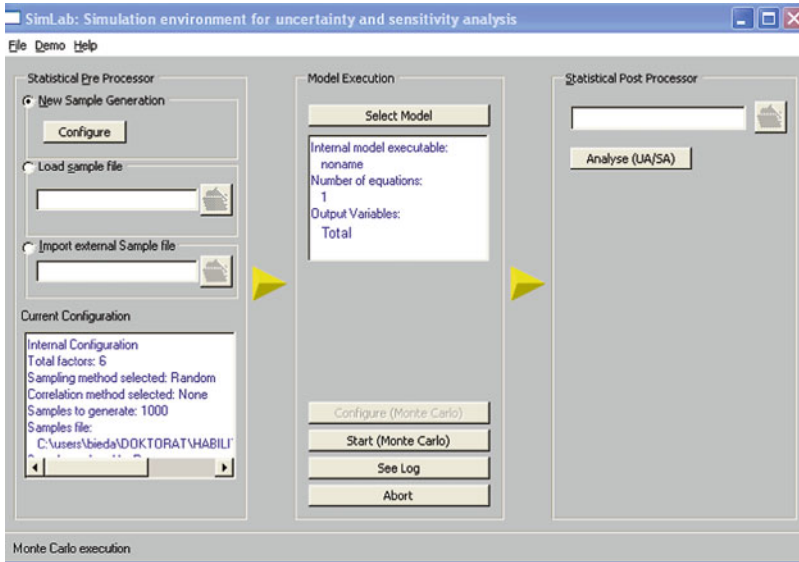 SimLab: Simulation environment for uncertainty and sensitivity analysis
File Demo Help
Statistical Pre Processor
New Sample Generation
Configure
Load sample file
Import external Sample file
Current Configuration
Internal Configuration
Total factors: 6
Sampling method selected: Random
Correlation method selected: None
Samples to generate: 1000
Samples file:
C:\users\bieda\DOKTORAT\HABILI
Model Execution
Select Model
Internal model executable:
noname
Number of equations:
1
Output Variables:
Total
Configure (Monte Carlo)
Start (Monte Carlo)
See Log
Abort
Statistical Post Processor
Analyse (UA/SA)
Monte Carlo execution